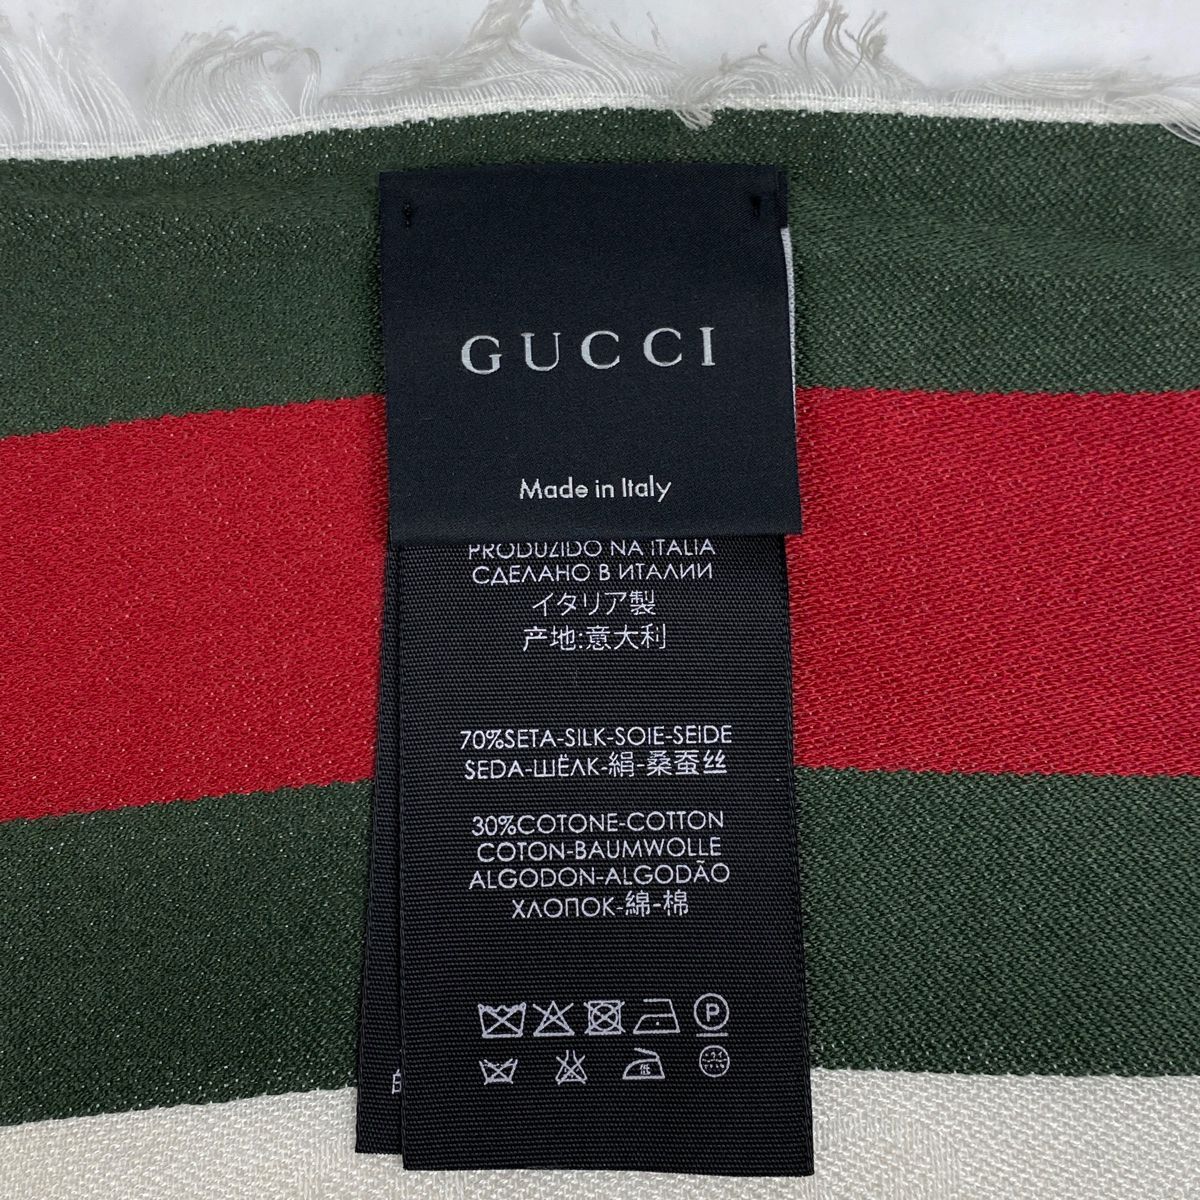 GUCCI
Made in Italy
PRODUZIDO NA ITALIA
СДЕЛАНО В ИТАЛИИ
イタリア製
产地:意大利
70%SETA-SILK-SOIE-SEIDE
SEDA-ШЁЛК-絹-桑蚕丝
30%COTONE-COTTON
COTON-BAUMWOLLE
ALGODON-ALGODÃO
ХЛОПОК-綿-棉
P